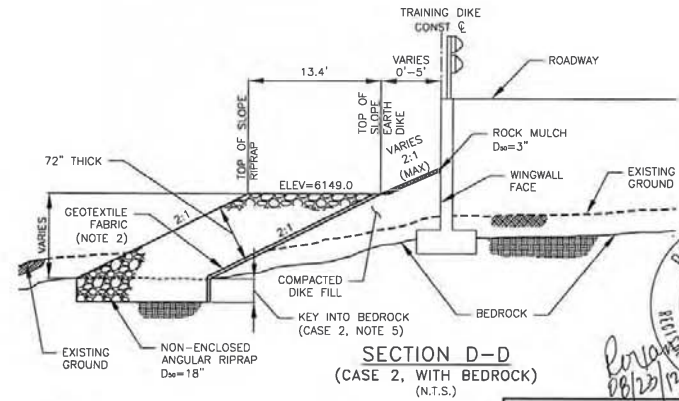 TRAINING DIKE
CONST ℄
VARIES
0'-5'
13.4'
ROADWAY
TOP OF SLOPE
RIPRAP
TOP OF
SLOPE
EARTH
DIKE
VARIES
2:1
(MAX)
ROCK MULCH
D₅₀=3"
72" THICK
ELEV=6149.0
WINGWALL
FACE
EXISTING
GROUND
GEOTEXTILE
FABRIC
(NOTE 2)
2:1
2:1
VARIES
COMPACTED
DIKE FILL
KEY INTO BEDROCK
(CASE 2, NOTE 5)
BEDROCK
EXISTING
GROUND
NON-ENCLOSED
ANGULAR RIPRAP
D₅₀=18"
SECTION D-D
(CASE 2, WITH BEDROCK)
(N.T.S.)
08/23/12